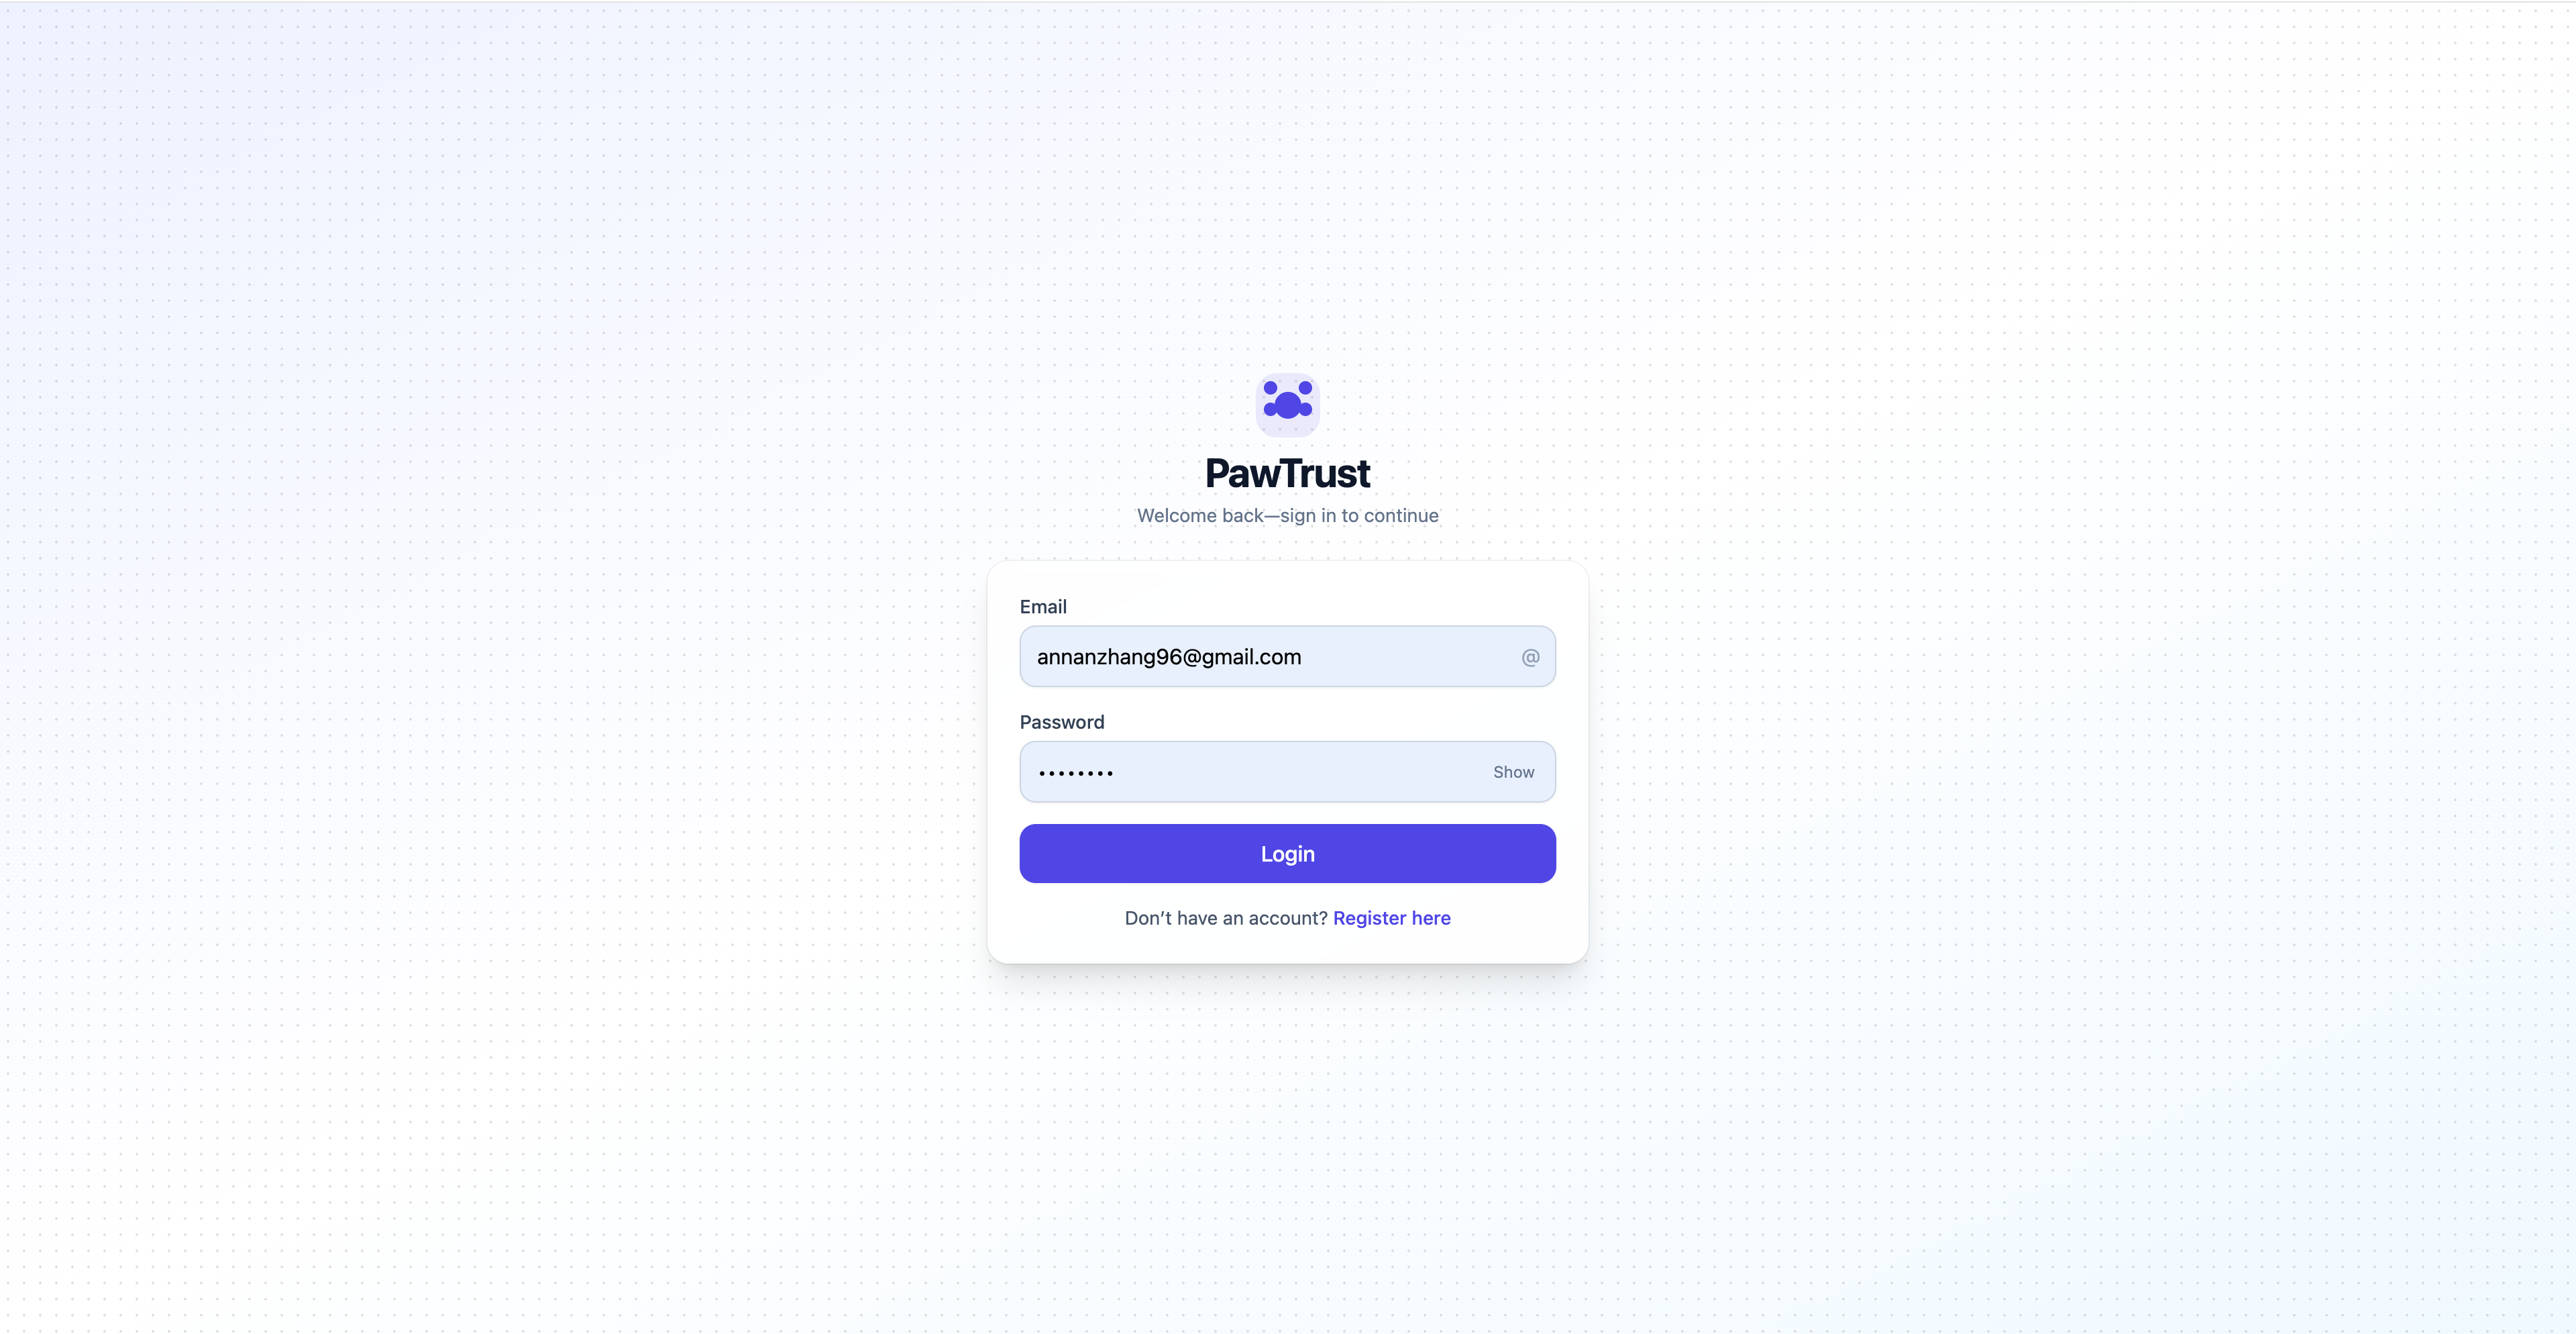 PawTrust
Welcome back—sign in to continue
Email
annanzhang96@gmail.com
@
Password
••••••••
Show
Login
Don’t have an account? Register here